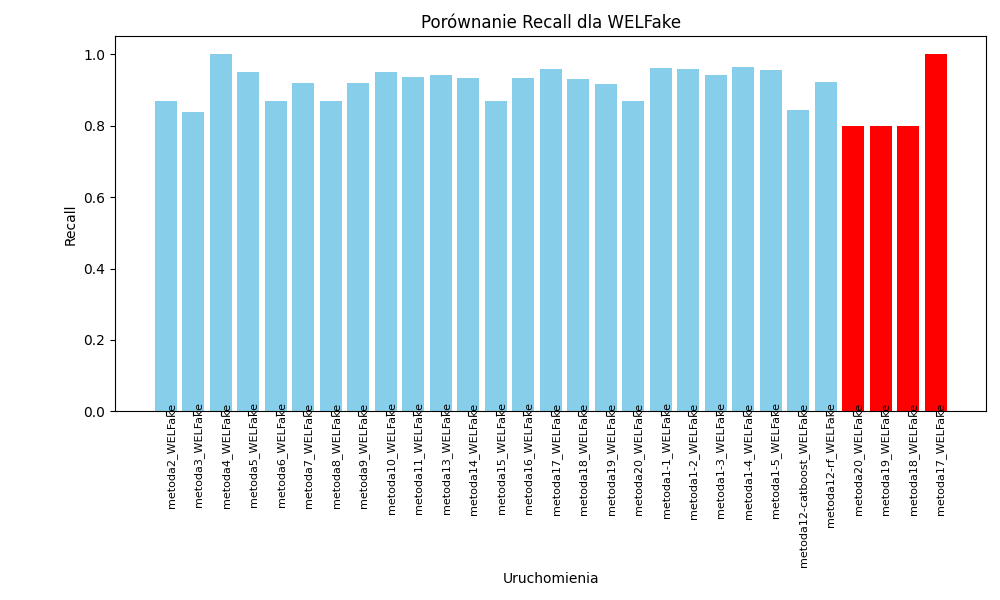 Porównanie Recall dla WELFake
Recall
1.0
0.8
0.6
0.4
0.2
0.0
metoda2_WELFake
metoda3_WELFake
metoda4_WELFake
metoda5_WELFake
metoda6_WELFake
metoda7_WELFake
metoda8_WELFake
metoda9_WELFake
metoda10_WELFake
metoda11_WELFake
metoda13_WELFake
metoda14_WELFake
metoda15_WELFake
metoda16_WELFake
metoda17_WELFake
metoda18_WELFake
metoda19_WELFake
metoda20_WELFake
metoda1-1_WELFake
metoda1-2_WELFake
metoda1-3_WELFake
metoda1-4_WELFake
metoda1-5_WELFake
metoda12-catboost_WELFake
metoda12-rf_WELFake
metoda20_WELFake
metoda19_WELFake
metoda18_WELFake
metoda17_WELFake
Uruchomienia